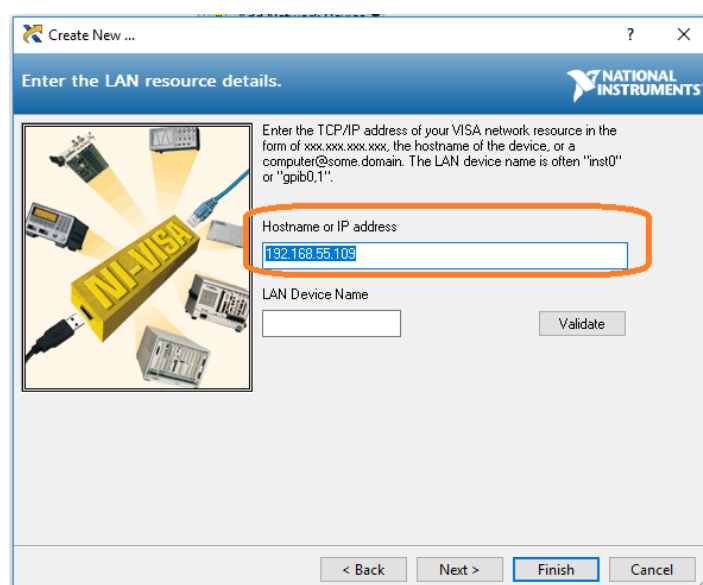 Create New ...
?
Enter the LAN resource details.
NATIONAL
INSTRUMENTS
Enter the TCP/IP address of your VISA network resource in the
form of xxx.xxx.xxx.xxx, the hostname of the device, or a
computer@some.domain. The LAN device name is often "inst0"
or "gpib0,1".
NI-VISA
Hostname or IP address
192.168.55.109
LAN Device Name
Validate
< Back Next > Finish Cancel